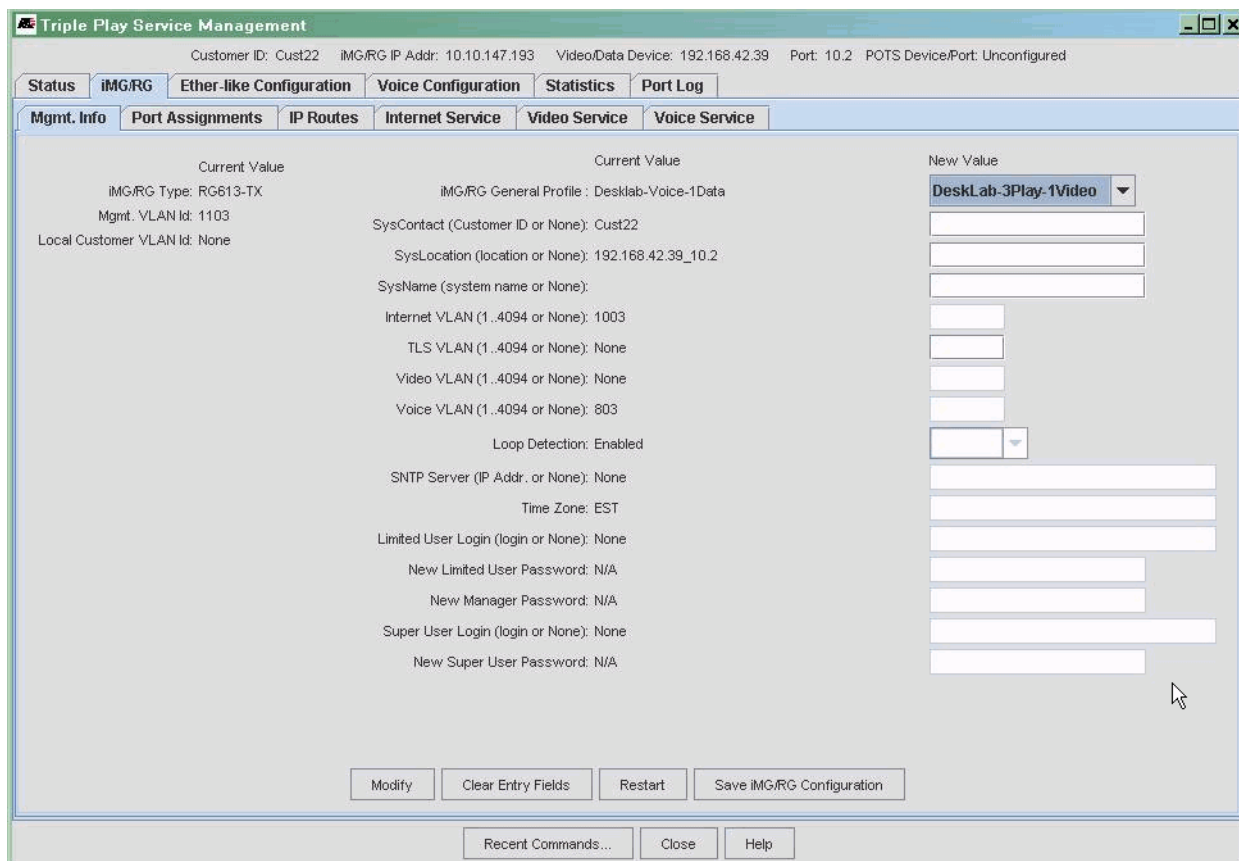 Triple Play Service Management
Customer ID: Cust22 iMG/RG IP Addr: 10.10.147.193 Video/Data Device: 192.168.42.39 Port: 10.2 POTS Device/Port: Unconfigured
Status iMG/RG Ether-like Configuration Voice Configuration Statistics Port Log
Mgmt. Info Port Assignments IP Routes Internet Service Video Service Voice Service
Current Value
iMG/RG Type: RG613-TX
Mgmt. VLAN Id: 1103
Local Customer VLAN Id: None
Current Value New Value
iMG/RG General Profile : Desklab-Voice-1Data DeskLab-3Play-1Video
SysContact (Customer ID or None): Cust22
SysLocation (location or None): 192.168.42.39_10.2
SysName (system name or None):
Internet VLAN (1..4094 or None): 1003
TLS VLAN (1..4094 or None): None
Video VLAN (1..4094 or None): None
Voice VLAN (1..4094 or None): 803
Loop Detection: Enabled
SNTP Server (IP Addr. or None): None
Time Zone: EST
Limited User Login (login or None): None
New Limited User Password: N/A
New Manager Password: N/A
Super User Login (login or None): None
New Super User Password: N/A
Modify Clear Entry Fields Restart Save iMG/RG Configuration
Recent Commands... Close Help